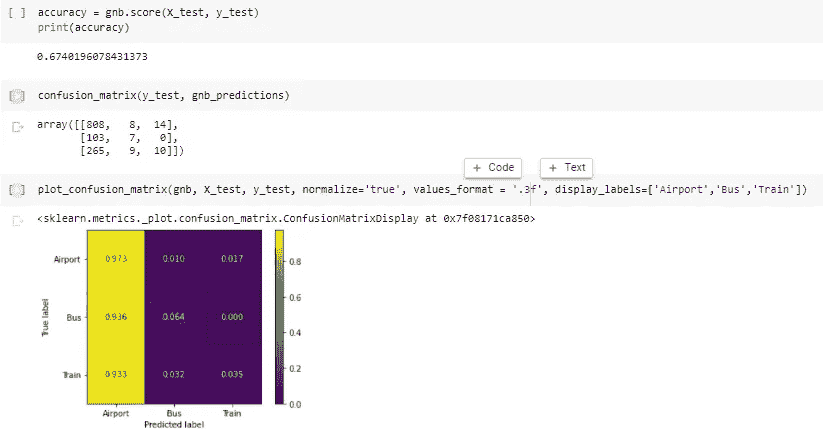 [ ] accuracy = gnb.score(X_test, y_test)
print(accuracy)
0.6740196078431373
confusion_matrix(y_test, gnb_predictions)
array([[808, 8, 14],
[103, 7, 0],
[265, 9, 10]])
+ Code + Text
[ ] plot_confusion_matrix(gnb, X_test, y_test, normalize='true', values_format = '.3f', display_labels=['Airport','Bus','Train'])
<sklearn.metrics._plot.confusion_matrix.ConfusionMatrixDisplay at 0x7f08171ca850>
Airport 0.973 0.010 0.017
Bus 0.936 0.064 0.000
Train 0.933 0.032 0.035
True label
Airport Bus Train
Predicted label
0.8
0.6
0.4
0.2
0.0